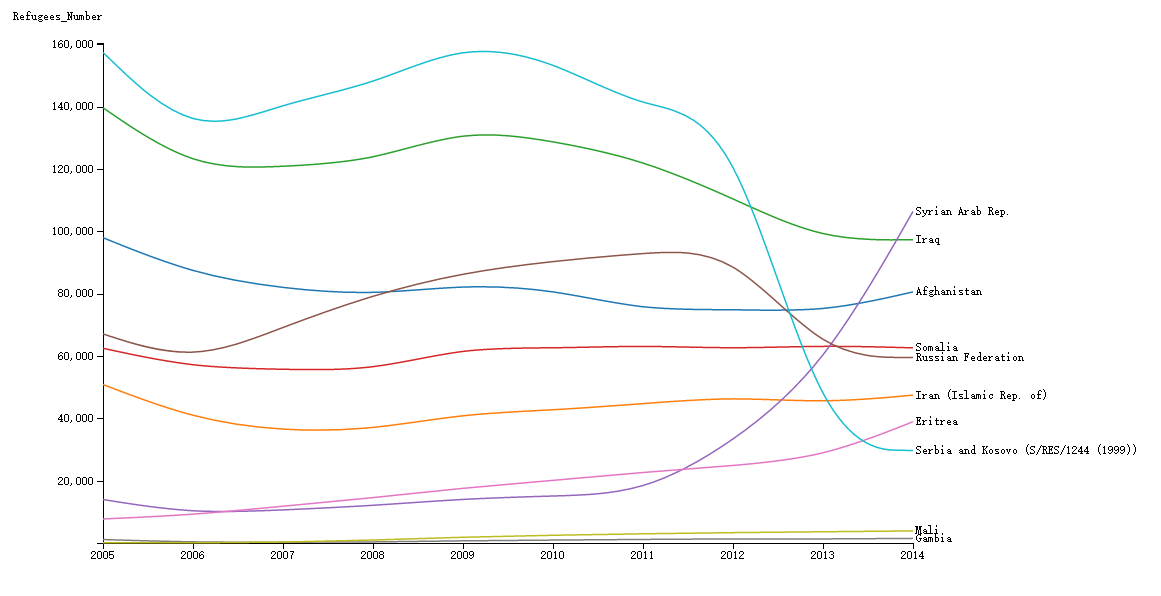 Refugees_Number
160,000
140,000
120,000
100,000
80,000
60,000
40,000
20,000
Syrian Arab Rep.
Iraq
Afghanistan
Somalia
Russian Federation
Iran (Islamic Rep. of)
Eritrea
Serbia and Kosovo (S/RES/1244 (1999))
Mali
Gambia
2005 2006 2007 2008 2009 2010 2011 2012 2013 2014